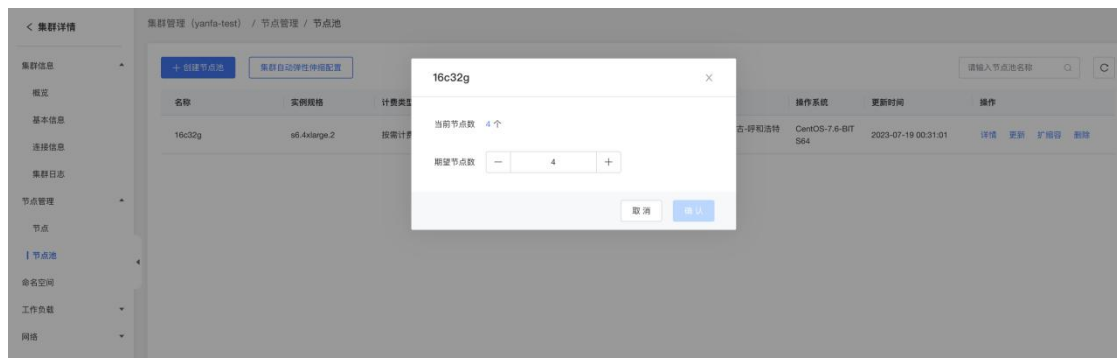 < 集群详情
集群管理（yanfa-test） / 节点管理 / 节点池
集群信息
概览
基本信息
连接信息
集群日志
节点管理
节点
节点池
命名空间
工作负载
网络
+ 创建节点池
集群自动弹性伸缩配置
请输入节点池名称
名称 实例规格 计费类型 操作系统 更新时间 操作
16c32g s6.4xlarge.2 按需计费 古-呼和浩特 CentOS-7.6-BIT 2023-07-19 00:31:01 详情 更新 扩缩容 删除
S64
16c32g
当前节点数 4 个
期望节点数 − 4 +
取消 确认